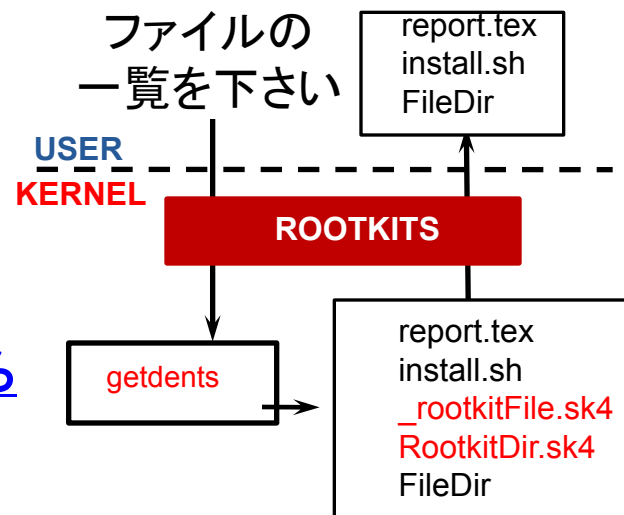 ファイルの
一覧を下さい
report.tex
install.sh
FileDir
USER
KERNEL
ROOTKITS
る
getdents
report.tex
install.sh
_rootkitFile.sk4
RootkitDir.sk4
FileDir